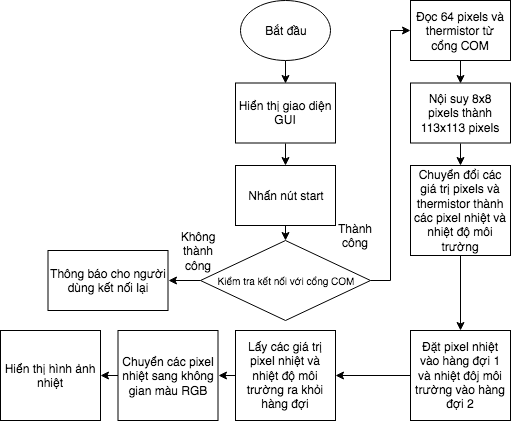 Bắt đầu
Hiển thị giao diện
GUI
Nhấn nút start
Kiểm tra kết nối với cổng COM
Không
thành
công
Thông báo cho người
dùng kết nối lại
Thành
công
Đọc 64 pixels và
thermistor từ
cổng COM
Nội suy 8x8
pixels thành
113x113 pixels
Chuyển đổi các
giá trị pixels và
thermistor thành
các pixel nhiệt và
nhiệt độ môi
trường
Đặt pixel nhiệt
vào hàng đợi 1
và nhiệt đôj môi
trường vào hàng
đợi 2
Lấy các giá trị
pixel nhiệt và
nhiệt độ môi
trường ra khỏi
hàng đợi
Chuyển các pixel
nhiệt sang không
gian màu RGB
Hiển thị hình ảnh
nhiệt